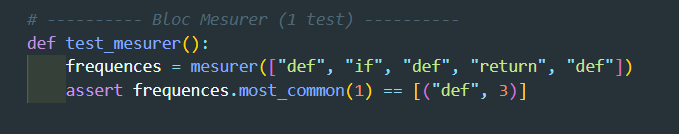 # ---------- Bloc Mesurer (1 test) ----------
def test_mesurer():
    frequences = mesurer(["def", "if", "def", "return", "def"])
    assert frequences.most_common(1) == [("def", 3)]